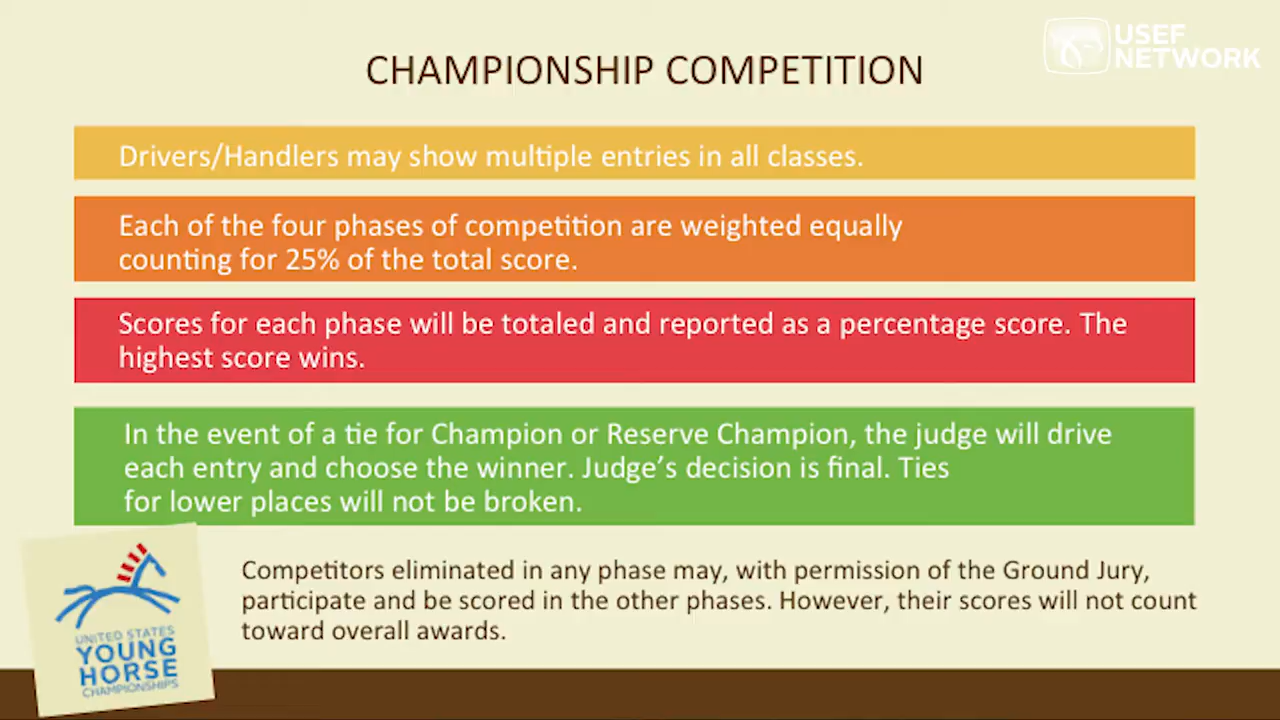 USEF
NETWORK
CHAMPIONSHIP COMPETITION
Drivers/Handlers may show multiple entries in all classes.
Each of the four phases of competition are weighted equally
counting for 25% of the total score.
Scores for each phase will be totaled and reported as a percentage score. The
highest score wins.
In the event of a tie for Champion or Reserve Champion, the judge will drive
each entry and choose the winner. Judge's decision is final. Ties
for lower places will not be broken.
Competitors eliminated in any phase may, with permission of the Ground Jury,
participate and be scored in the other phases. However, their scores will not count
toward overall awards.
UNITED STATES
YOUNG
HORSE
CHAMPIONSHIPS